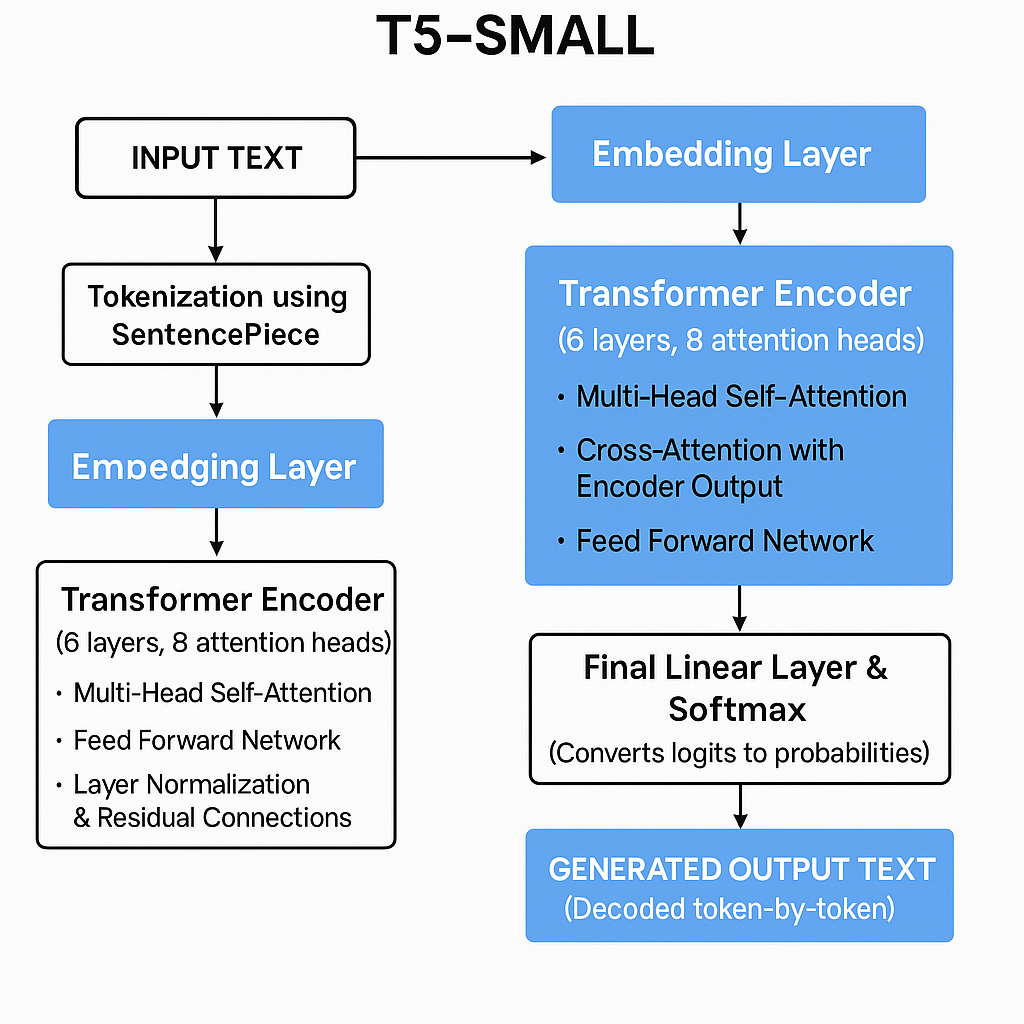 T5-SMALL
INPUT TEXT
Tokenization using
SentencePiece
Empedging Layer
Transformer Encoder
(6 layers, 8 attention heads)
· Multi-Head Self-Attention
· Feed Forward Network
· Layer Normalization
& Residual Connections
Embedding Layer
Transformer Encoder
(6 layers, 8 attention heads)
· Multi-Head Self-Attention
· Cross-Attention with
Encoder Output
· Feed Forward Network
Final Linear Layer &
Softmax
(Converts logits to probabilities)
GENERATED OUTPUT TEXT
(Decoded token-by-token)